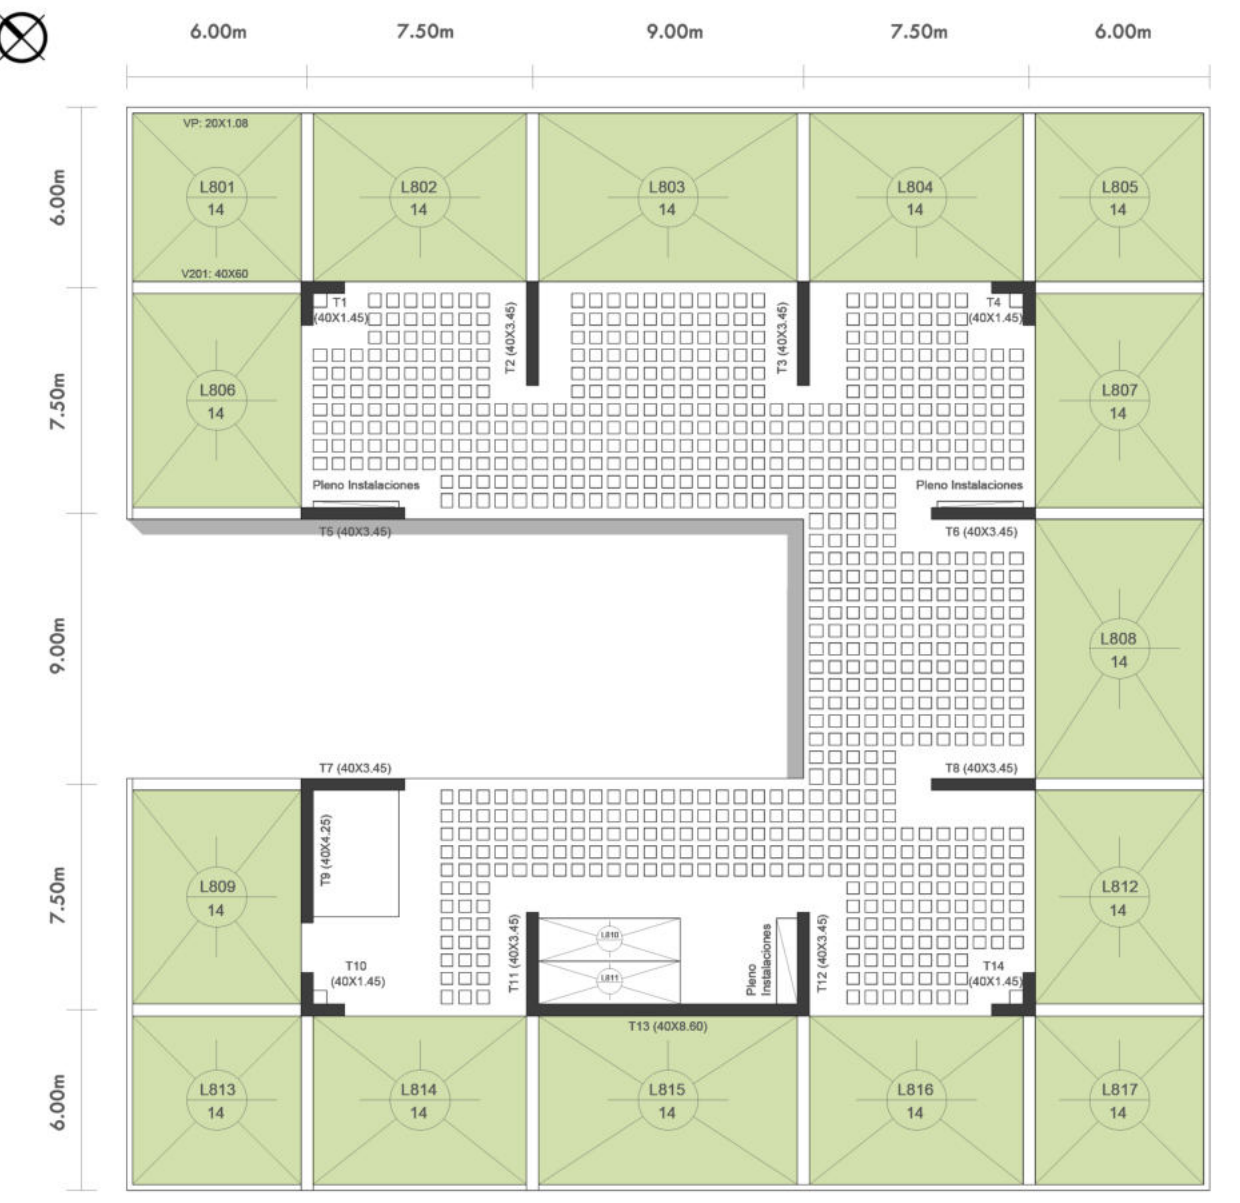 6.00m 7.50m 9.00m 7.50m 6.00m
VP: 20X1.08
6.00m
L801
14
L802
14
L803
14
L804
14
L805
14
V201: 40X60
T1
(40X1.45)
T2 (40X3.45)
T3 (40X3.45)
T4
(40X1.45)
7.50m
L806
14
L807
14
Pleno Instalaciones
Pleno Instalaciones
T5 (40X3.45)
T6 (40X3.45)
9.00m
L808
14
T7 (40X3.45)
T8 (40X3.45)
7.50m
L809
14
T9 (40X4.25)
L812
14
T10
(40X1.45)
T11 (40X3.45)
L810
L811
Pleno
Instalaciones
T12 (40X3.45)
T14
(40X1.45)
T13 (40X8.60)
6.00m
L813
14
L814
14
L815
14
L816
14
L817
14